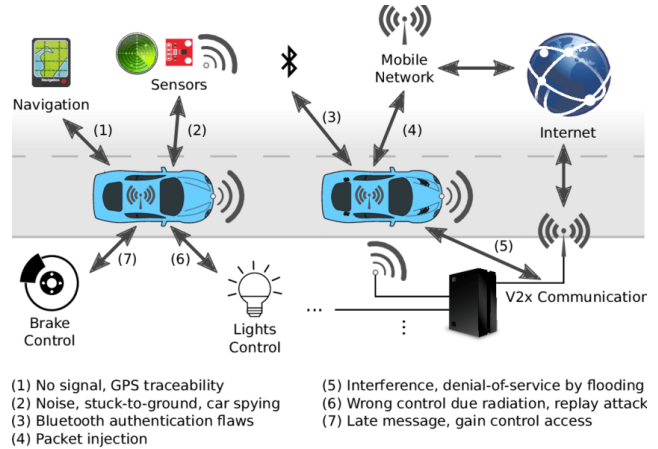 Navigation
(1)
Sensors
(2)
(3)
Mobile
Network
(4)
Internet
(5)
(7)
(6)
Brake
Control
Lights
Control
...
...
V2x Communication
(1) No signal, GPS traceability
(2) Noise, stuck-to-ground, car spying
(3) Bluetooth authentication flaws
(4) Packet injection
(5) Interference, denial-of-service by flooding
(6) Wrong control due radiation, replay attack
(7) Late message, gain control access